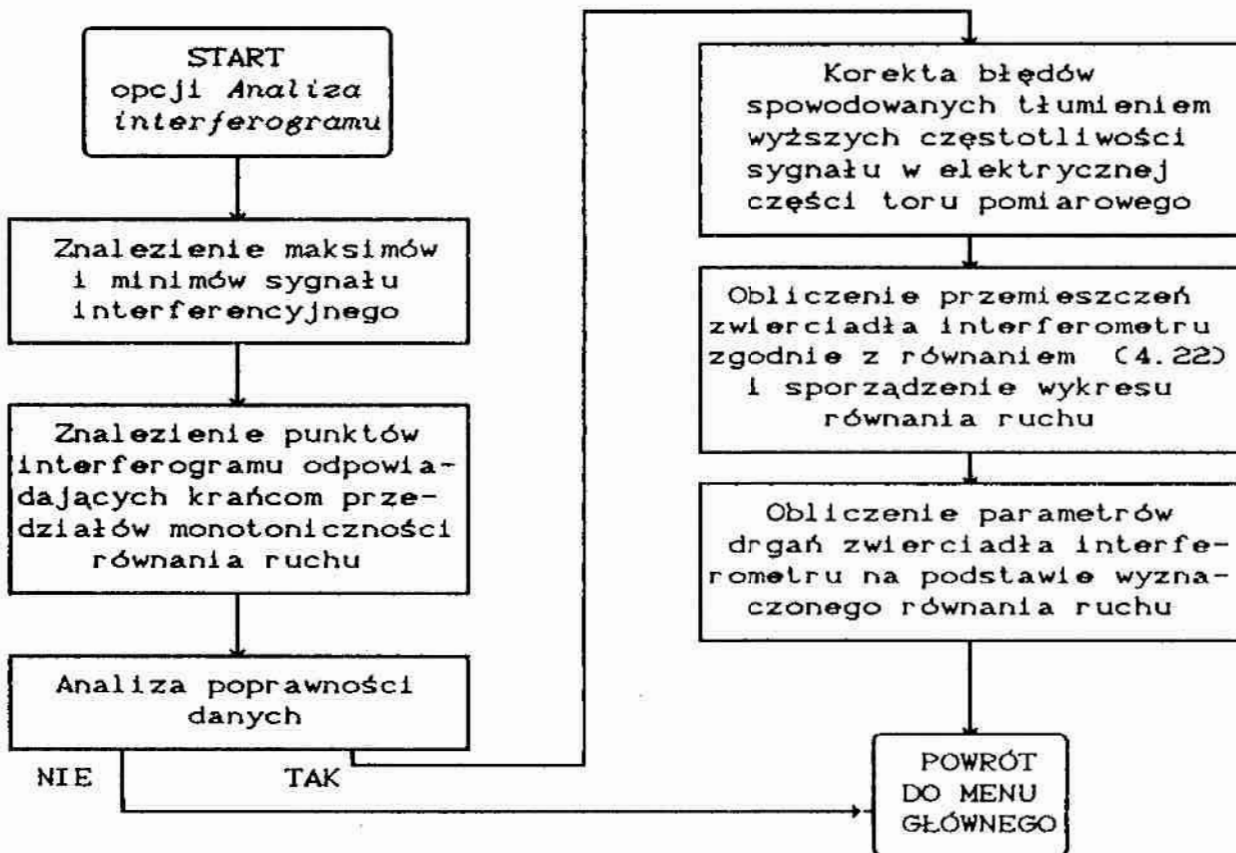 START
opcji Analiza
interferogramu
Znalezienie maksimów
i minimów sygnału
interferencyjnego
Znalezienie punktów
interferogramu odpowia-
dających krańcom prze-
działów monotoniczności
równania ruchu
Analiza poprawności
danych
NIE
TAK
Korekta błędów
spowodowanych tłumieniem
wyższych częstotliwości
sygnału w elektrycznej
części toru pomiarowego
Obliczenie przemieszczeń
zwierciadła interferometru
zgodnie z równaniem (4.22)
i sporządzenie wykresu
równania ruchu
Obliczenie parametrów
drgań zwierciadła interfe-
rometru na podstawie wyzna-
czonego równania ruchu
POWRÓT
DO MENU
GŁÓWNEGO